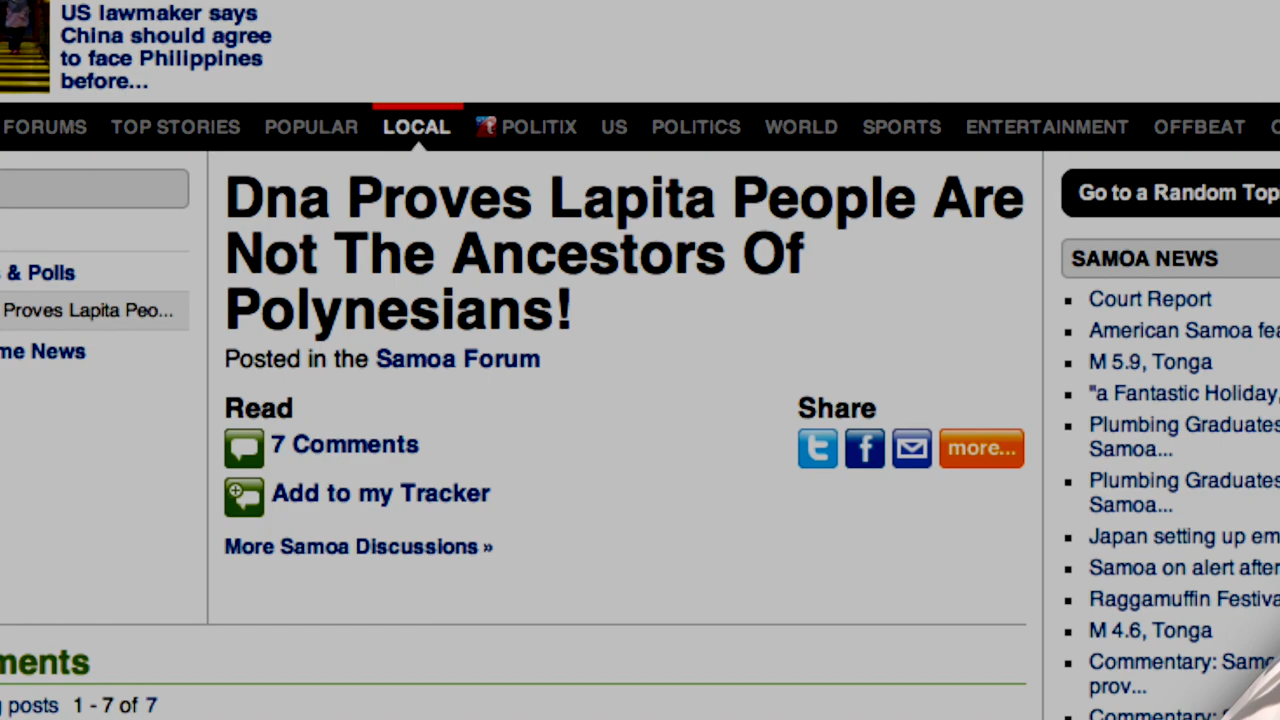 US lawmaker says
China should agree
to face Philippines
before...
FORUMS TOP STORIES POPULAR LOCAL POLITIX US POLITICS WORLD SPORTS ENTERTAINMENT OFFBEAT
& Polls
Proves Lapita Peo...
me News
Dna Proves Lapita People Are
Not The Ancestors Of
Polynesians!
Posted in the Samoa Forum
Read
7 Comments
Add to my Tracker
More Samoa Discussions »
Share
more...
ments
posts 1 - 7 of 7
Go to a Random Top
SAMOA NEWS
Court Report
American Samoa fea
M 5.9, Tonga
"a Fantastic Holiday,
Plumbing Graduates
Samoa...
Plumbing Graduates
Samoa...
Japan setting up em
Samoa on alert after
Raggamuffin Festiva
M 4.6, Tonga
Commentary: Samo
prov...
Commentary: